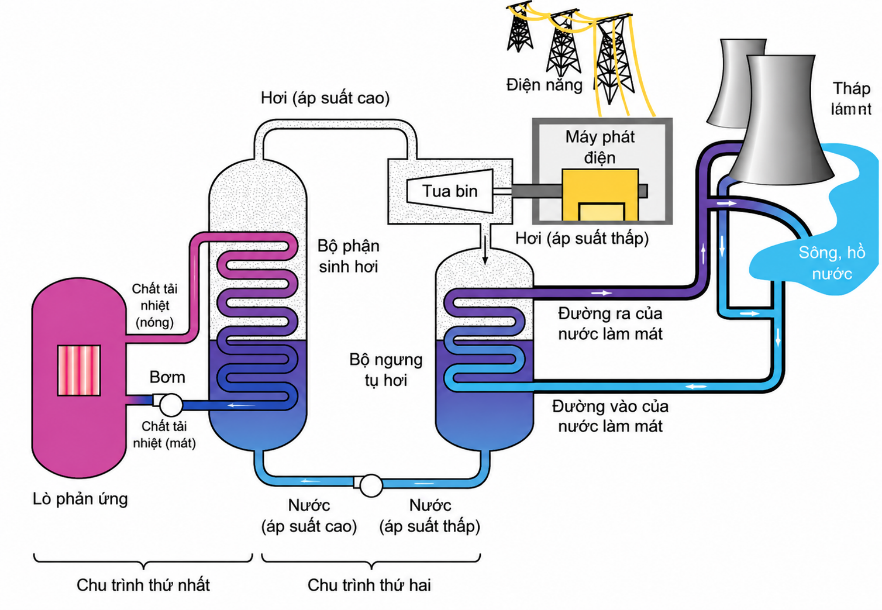 Điện năng
Hơi (áp suất cao)
Tháp
lámnt
Máy phát
điện
Tua bin
Hơi (áp suất thấp)
Bộ phận
sinh hơi
Sông, hồ
nước
Chất tải
nhiệt
(nóng)
Đường ra của
nước làm mát
Bộ ngưng
tụ hơi
Bơm
Chất tải
nhiệt (mát)
Đường vào của
nước làm mát
Lò phản ứng
Nước
(áp suất cao)
Nước
(áp suất thấp)
Chu trình thứ nhất
Chu trình thứ hai